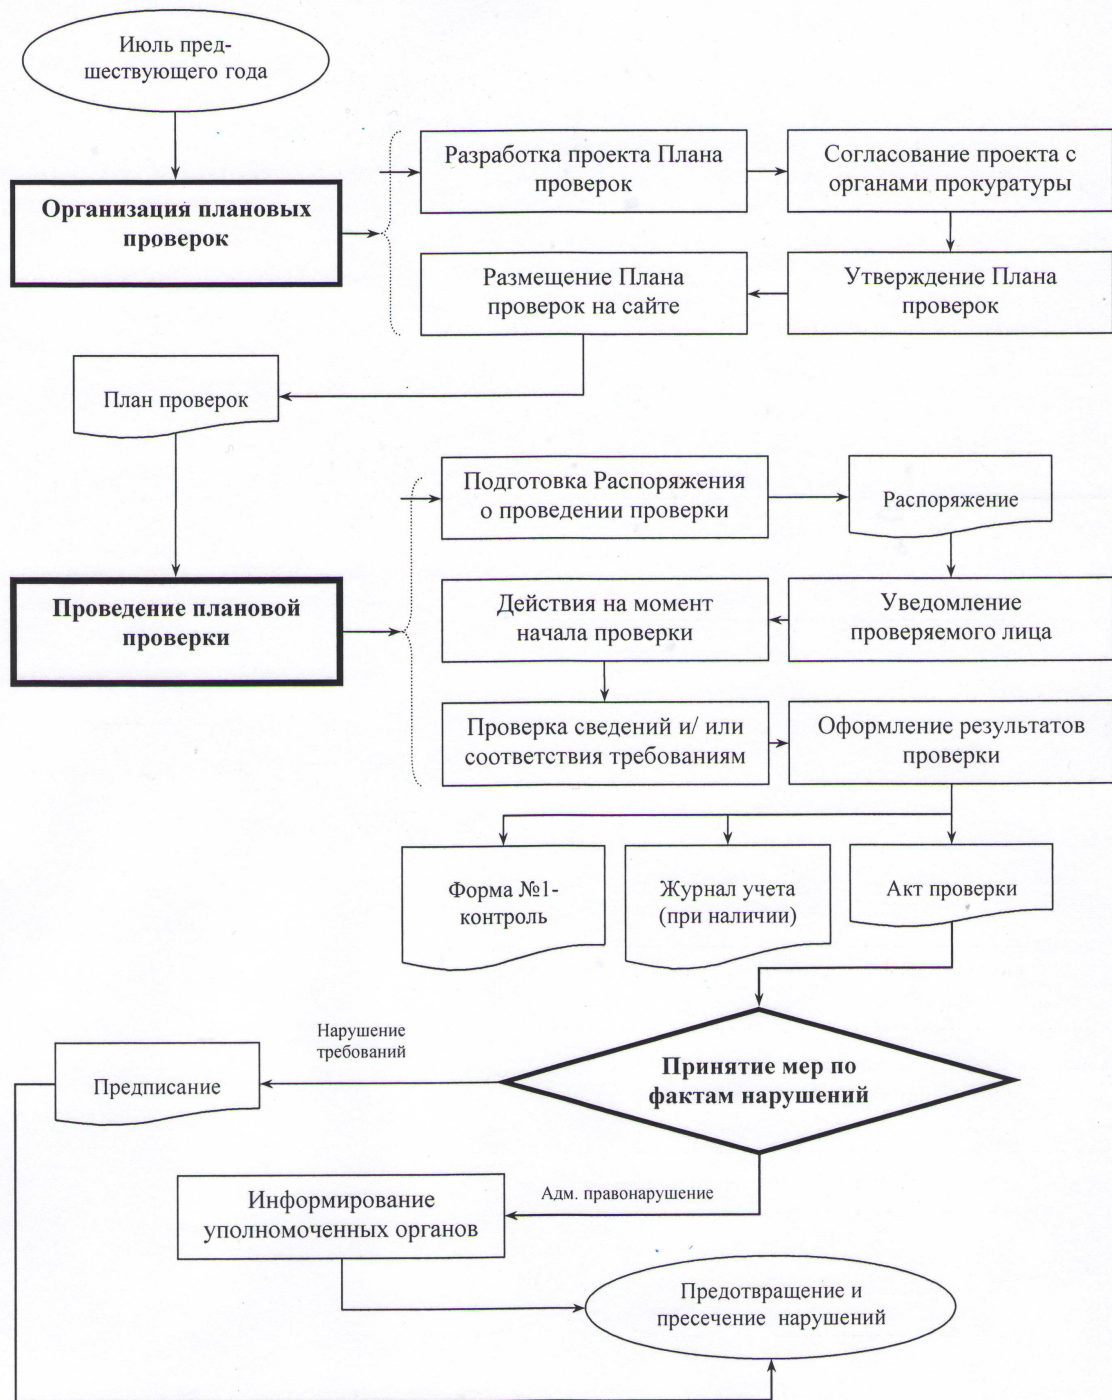 Июль пред-
шествующего года
Организация плановых
проверок
Разработка проекта Плана
проверок
Согласование проекта с
органами прокуратуры
Размещение Плана
проверок на сайте
Утверждение Плана
проверок
План проверок
Подготовка Распоряжения
о проведении проверки
Распоряжение
Проведение плановой
проверки
Действия на момент
начала проверки
Уведомление
проверяемого лица
Проверка сведений и/ или
соответствия требованиям
Оформление результатов
проверки
Форма №1-
контроль
Журнал учета
(при наличии)
Акт проверки
Нарушение
требований
Принятие мер по
фактам нарушений
Предписание
Адм. правонарушение
Информирование
уполномоченных органов
Предотвращение и
пресечение нарушений